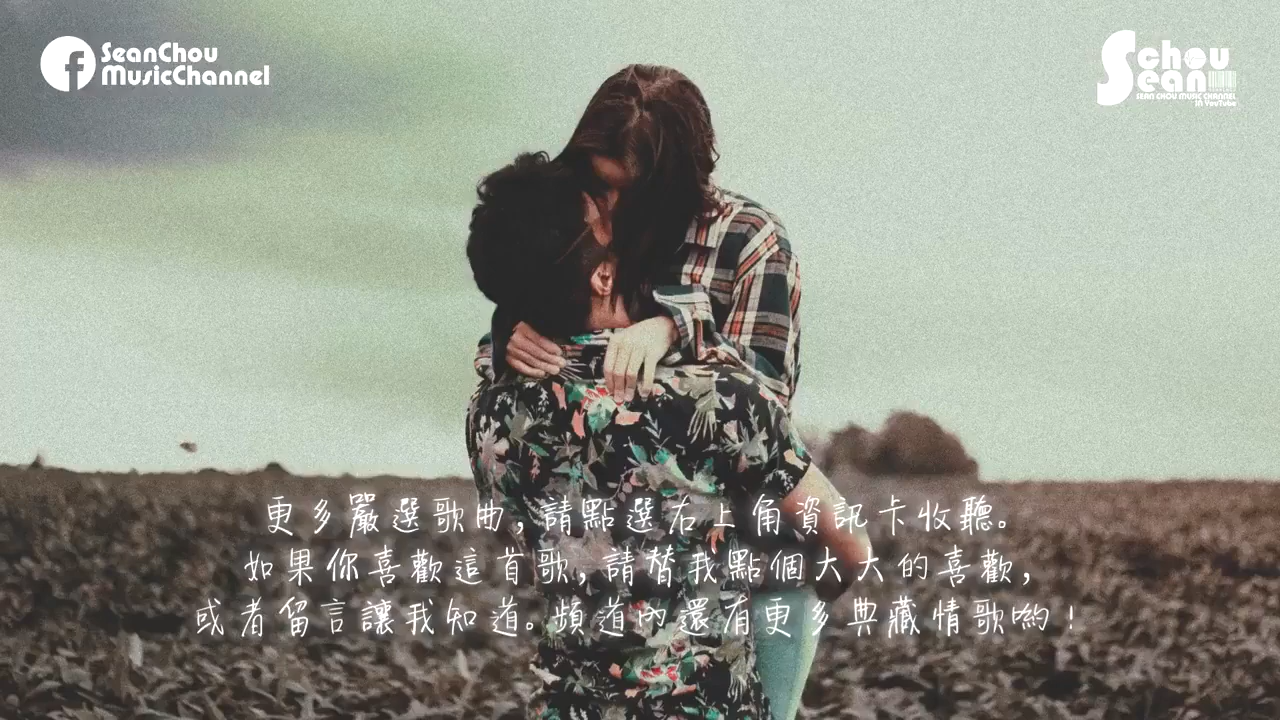 SeanChou
MusicChannel
Schou
Sean
SEAN CHOU MUSIC CHANNEL
IN YouTube
更多嚴選歌曲,請點選右上角資訊卡收聽。
如果你喜歡這首歌,請替我點個大大的喜歡,
或者留言讓我知道。頻道內還有更多典藏情歌喲!